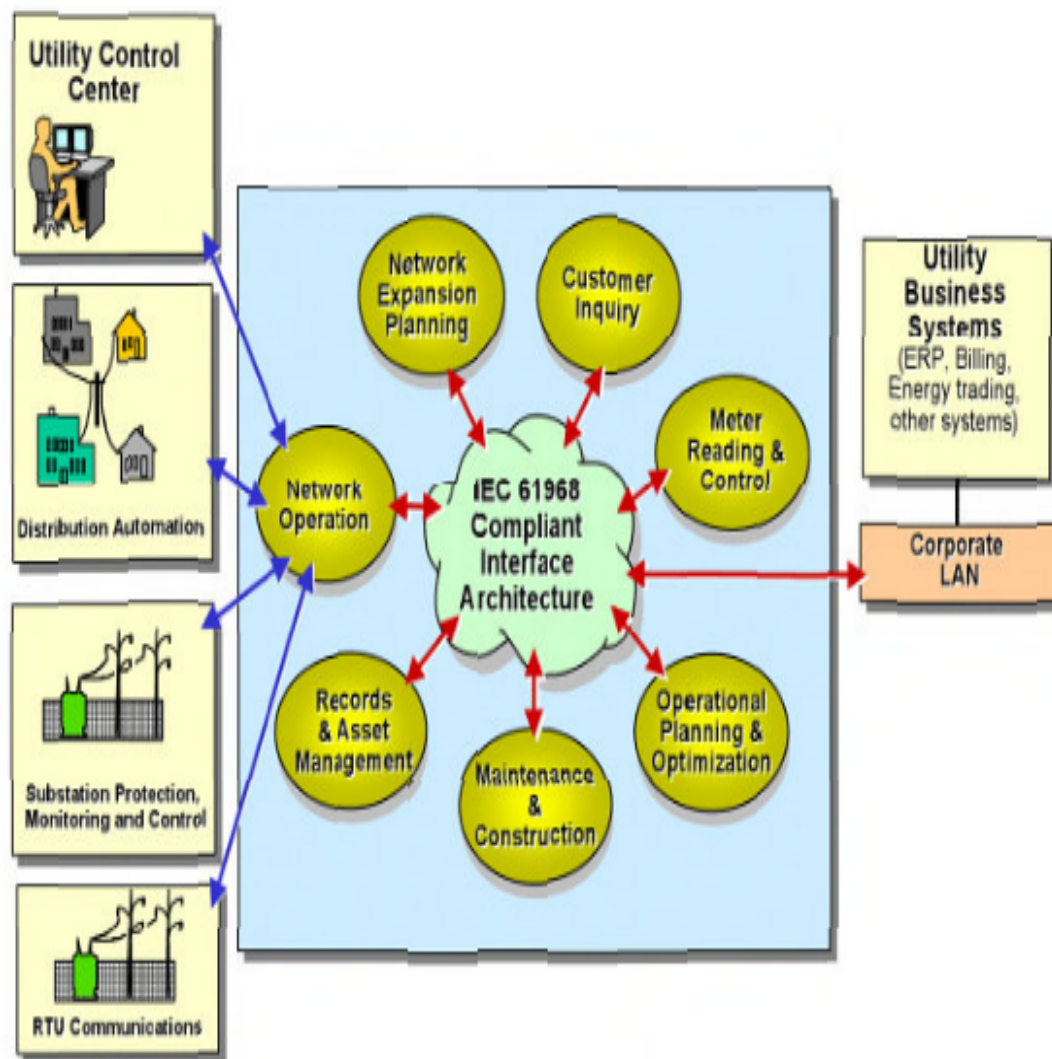 Utility Control
Center
Distribution Automation
Substation Protection,
Monitoring and Control
RTU Communications
Network
Expansion
Planning
Customer
Inquiry
Meter
Reading &
Control
Network
Operation
IEC 61968
Compliant
Interface
Architecture
Records
& Asset
Management
Maintenance
&
Construction
Operational
Planning &
Optimization
Utility
Business
Systems
(ERP, Billing,
Energy trading,
other systems)
Corporate
LAN